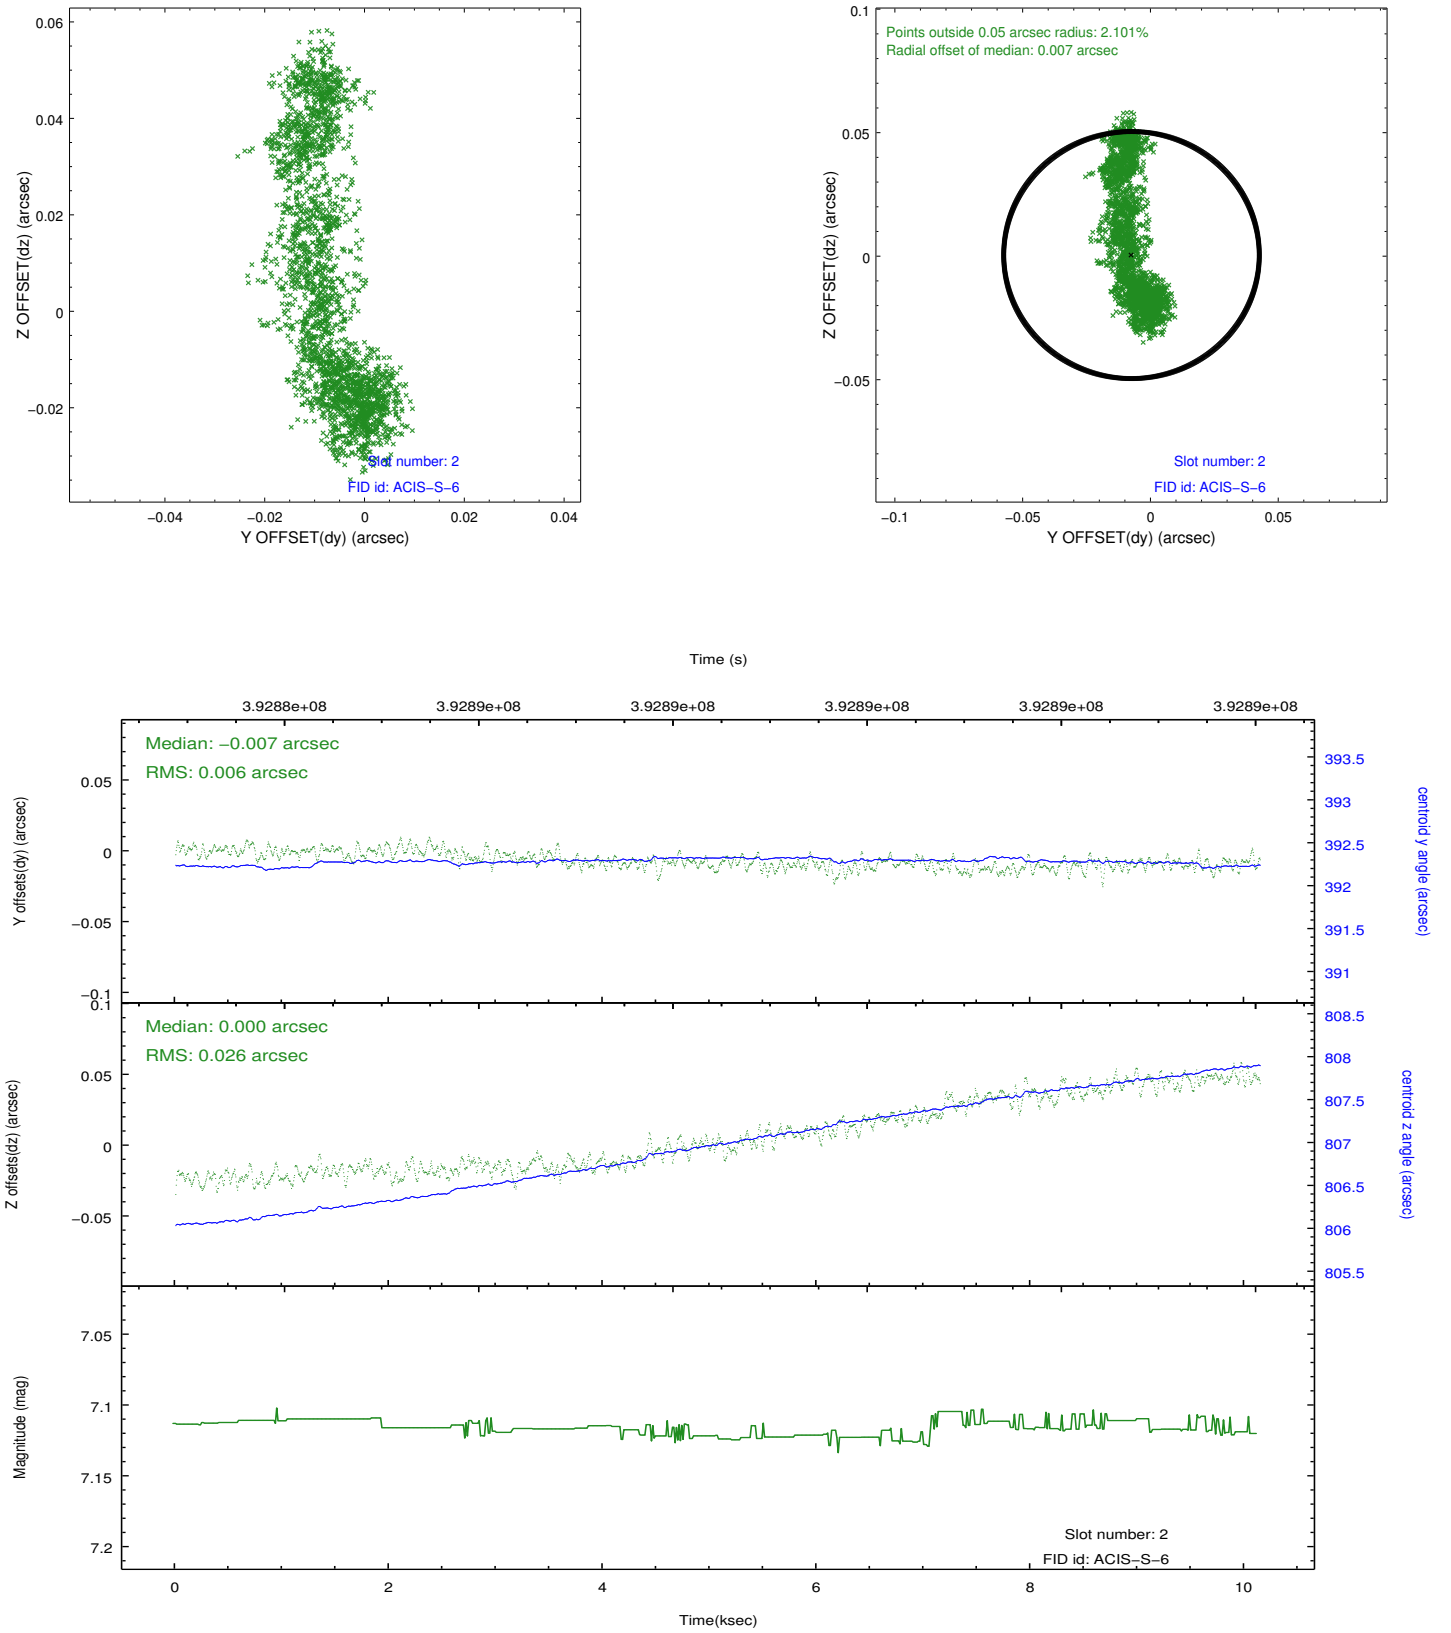 0.06
0.04
0.02
0
−0.02
−0.04
−0.02
0
0.02
0.04
Z OFFSET(dz) (arcsec)
Y OFFSET(dy) (arcsec)
Slot number: 2
FID id: ACIS−S−6
Points outside 0.05 arcsec radius: 2.101%
Radial offset of median: 0.007 arcsec
0.1
0.05
0
−0.05
−0.1
−0.05
0
0.05
Z OFFSET(dz) (arcsec)
Y OFFSET(dy) (arcsec)
Slot number: 2
FID id: ACIS−S−6
Time (s)
3.9288e+08
3.9289e+08
3.9289e+08
3.9289e+08
3.9289e+08
3.9289e+08
Median: −0.007 arcsec
RMS: 0.006 arcsec
0.05
0
−0.05
−0.1
Y offsets(dy) (arcsec)
393.5
393
392.5
392
391.5
391
centroid y angle (arcsec)
Median: 0.000 arcsec
RMS: 0.026 arcsec
0.1
0.05
0
−0.05
Z offsets(dz) (arcsec)
808.5
808
807.5
807
806.5
806
805.5
centroid z angle (arcsec)
7.05
7.1
7.15
7.2
Magnitude (mag)
Slot number: 2
FID id: ACIS−S−6
0
2
4
6
8
10
Time(ksec)